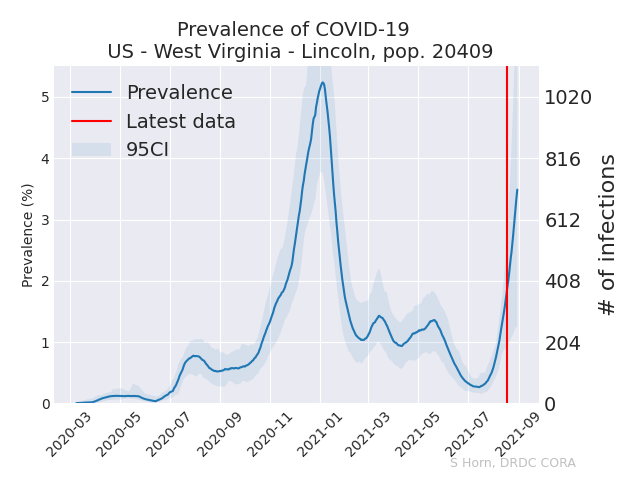 Prevalence of COVID-19
US - West Virginia - Lincoln, pop. 20409
Prevalence
Latest data
95CI
Prevalence (%)
5
4
3
2
1
0
1020
816
612
408
204
0
# of infections
2020-03
2020-05
2020-07
2020-09
2020-11
2021-01
2021-03
2021-05
2021-07
2021-09
S Horn, DRDC CORA